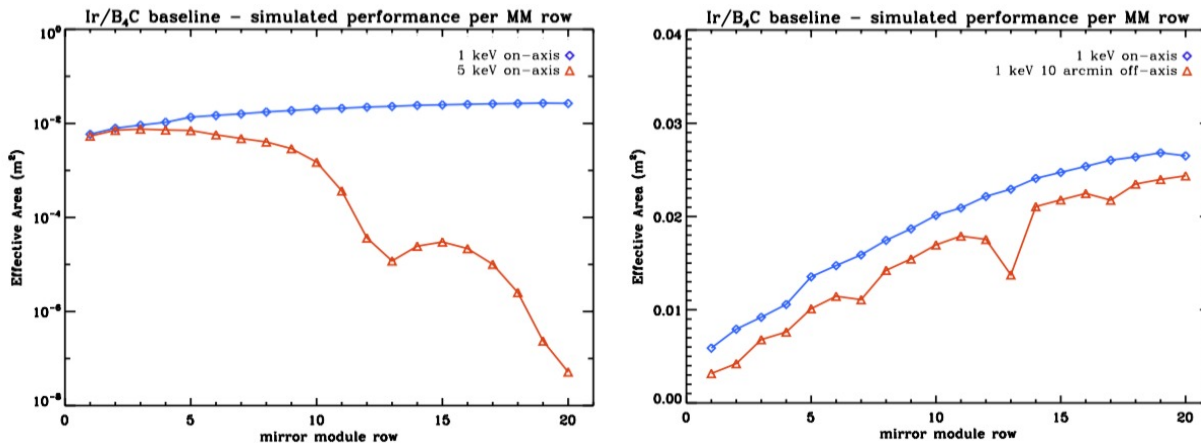 Ir/B₄C baseline – simulated performance per MM row
10⁰
10⁻²
10⁻⁴
10⁻⁶
10⁻⁸
Effective Area (m²)
1 keV on-axis
5 keV on-axis
0 5 10 15 20
mirror module row
Ir/B₄C baseline – simulated performance per MM row
0.04
0.03
0.02
0.01
0.00
Effective Area (m²)
1 keV on-axis
1 keV 10 arcmin off-axis
0 5 10 15 20
mirror module row